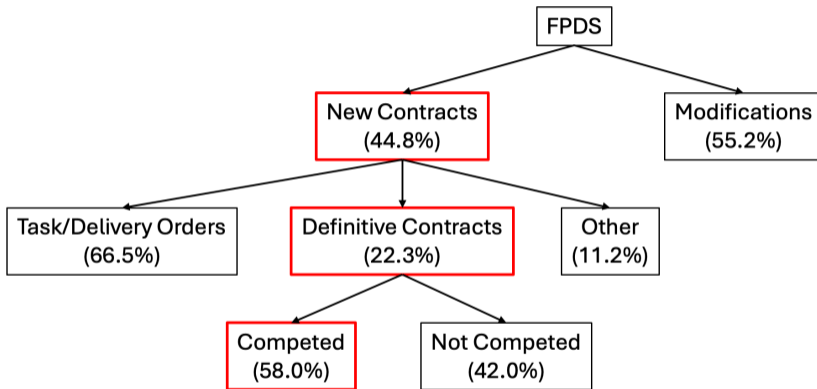 FPDS
New Contracts
(44.8%)
Modifications
(55.2%)
Task/Delivery Orders
(66.5%)
Definitive Contracts
(22.3%)
Other
(11.2%)
Competed
(58.0%)
Not Competed
(42.0%)